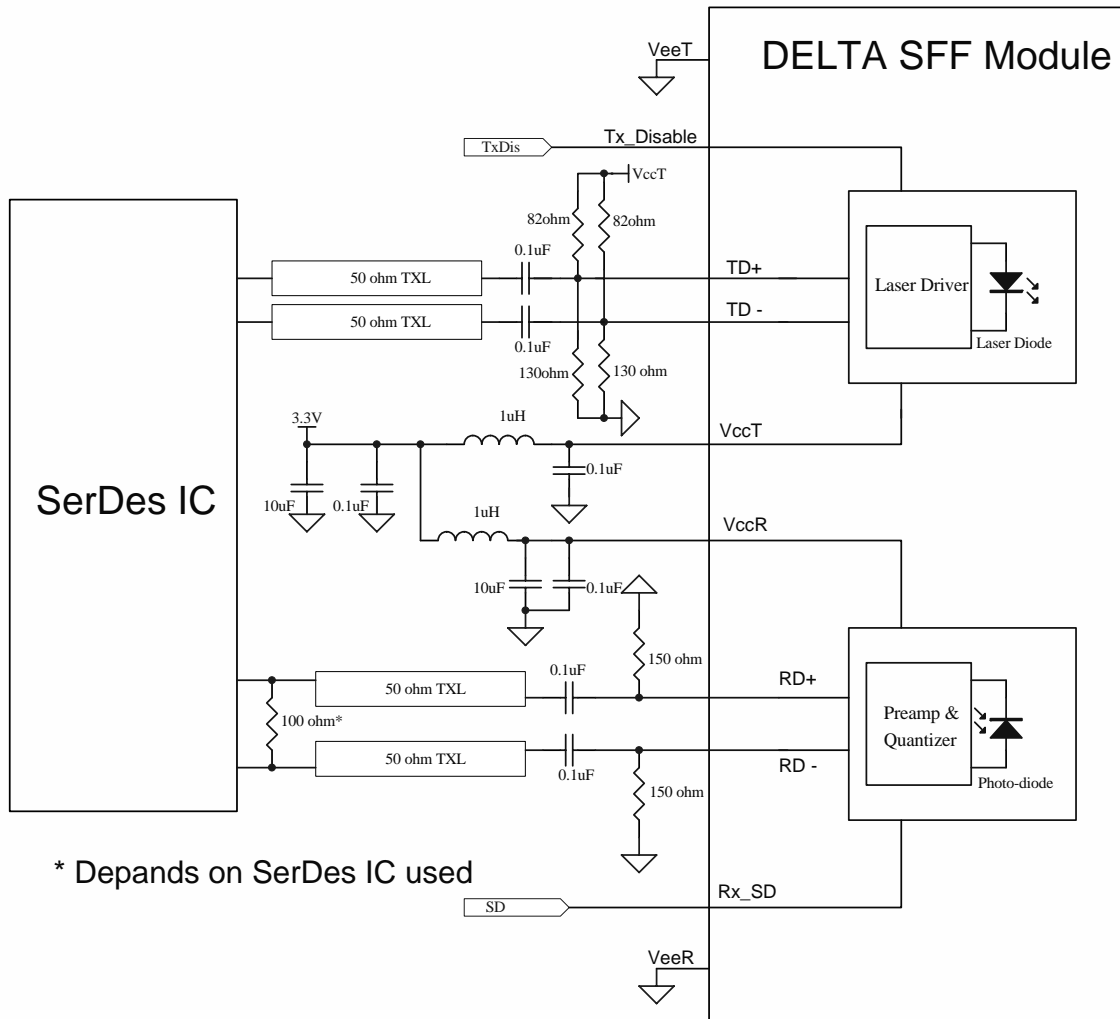 VeeT
DELTA SFF Module
TxDis
Tx_Disable
VccT
82ohm
82ohm
0.1uF
50 ohm TXL
TD+
Laser Driver
50 ohm TXL
TD -
0.1uF
Laser Diode
130ohm
130 ohm
3.3V
1uH
VccT
0.1uF
SerDes IC
10uF
0.1uF
1uH
VccR
10uF
0.1uF
150 ohm
0.1uF
50 ohm TXL
RD+
100 ohm*
Preamp &
Quantizer
50 ohm TXL
0.1uF
RD -
Photo-diode
150 ohm
* Depands on SerDes IC used
SD
Rx_SD
VeeR